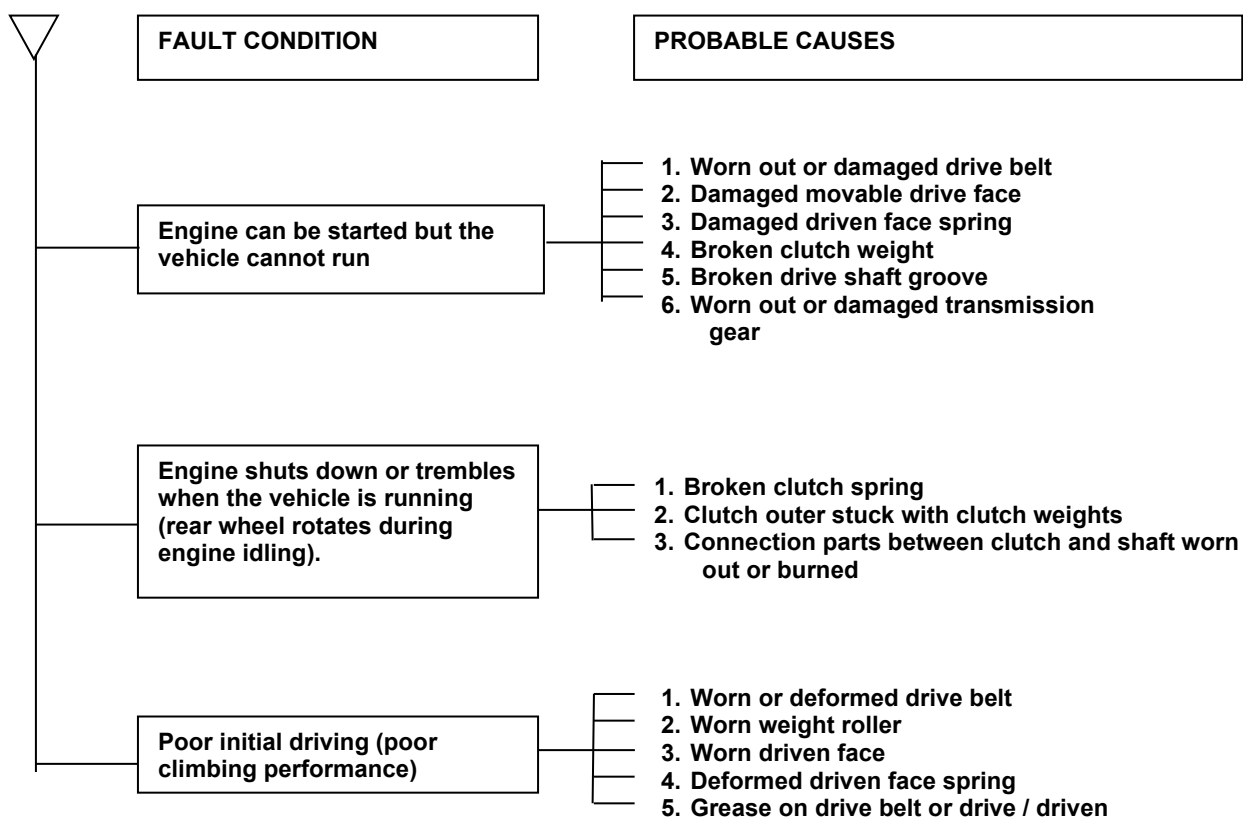 FAULT CONDITION
PROBABLE CAUSES
Engine can be started but the
vehicle cannot run
1. Worn out or damaged drive belt
2. Damaged movable drive face
3. Damaged driven face spring
4. Broken clutch weight
5. Broken drive shaft groove
6. Worn out or damaged transmission
gear
Engine shuts down or trembles
when the vehicle is running
(rear wheel rotates during
engine idling).
1. Broken clutch spring
2. Clutch outer stuck with clutch weights
3. Connection parts between clutch and shaft worn
out or burned
Poor initial driving (poor
climbing performance)
1. Worn or deformed drive belt
2. Worn weight roller
3. Worn driven face
4. Deformed driven face spring
5. Grease on drive belt or drive / driven